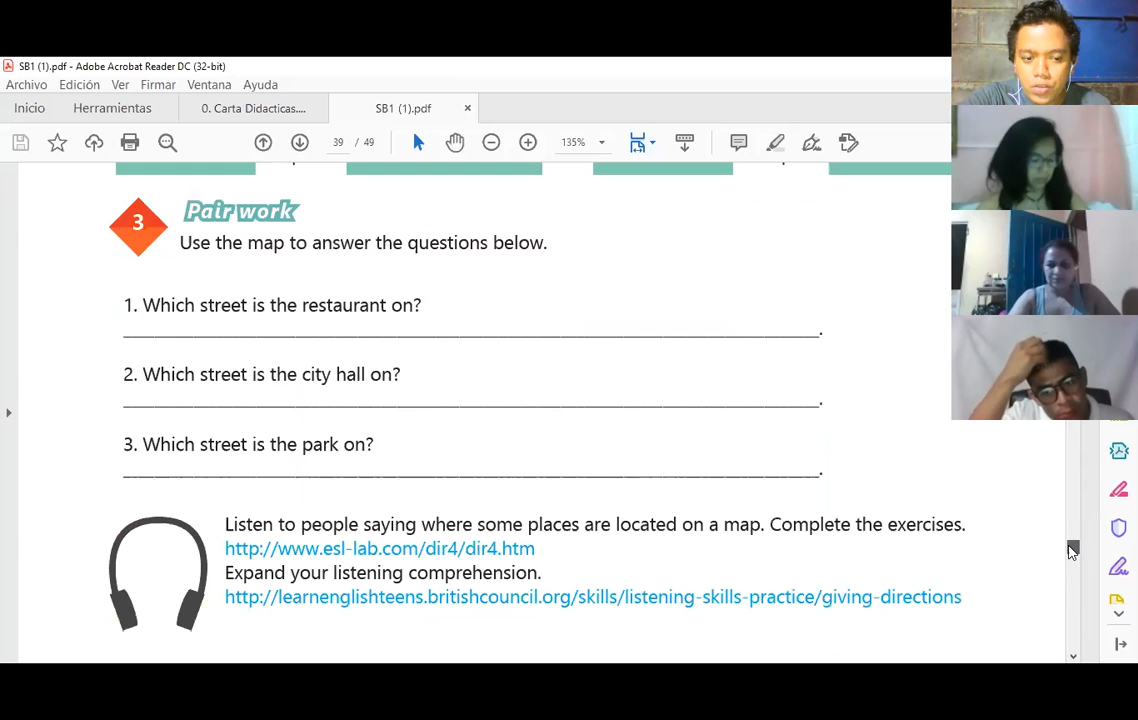 SB1 (1).pdf - Adobe Acrobat Reader DC (32-bit)
Archivo Edición Ver Firmar Ventana Ayuda
Inicio Herramientas 0. Carta Didacticas.... SB1 (1).pdf ×
39 / 49 135%
3 Pair work
Use the map to answer the questions below.
1. Which street is the restaurant on?
.
2. Which street is the city hall on?
.
3. Which street is the park on?
.
Listen to people saying where some places are located on a map. Complete the exercises.
http://www.esl-lab.com/dir4/dir4.htm
Expand your listening comprehension.
http://learnenglishteens.britishcouncil.org/skills/listening-skills-practice/giving-directions